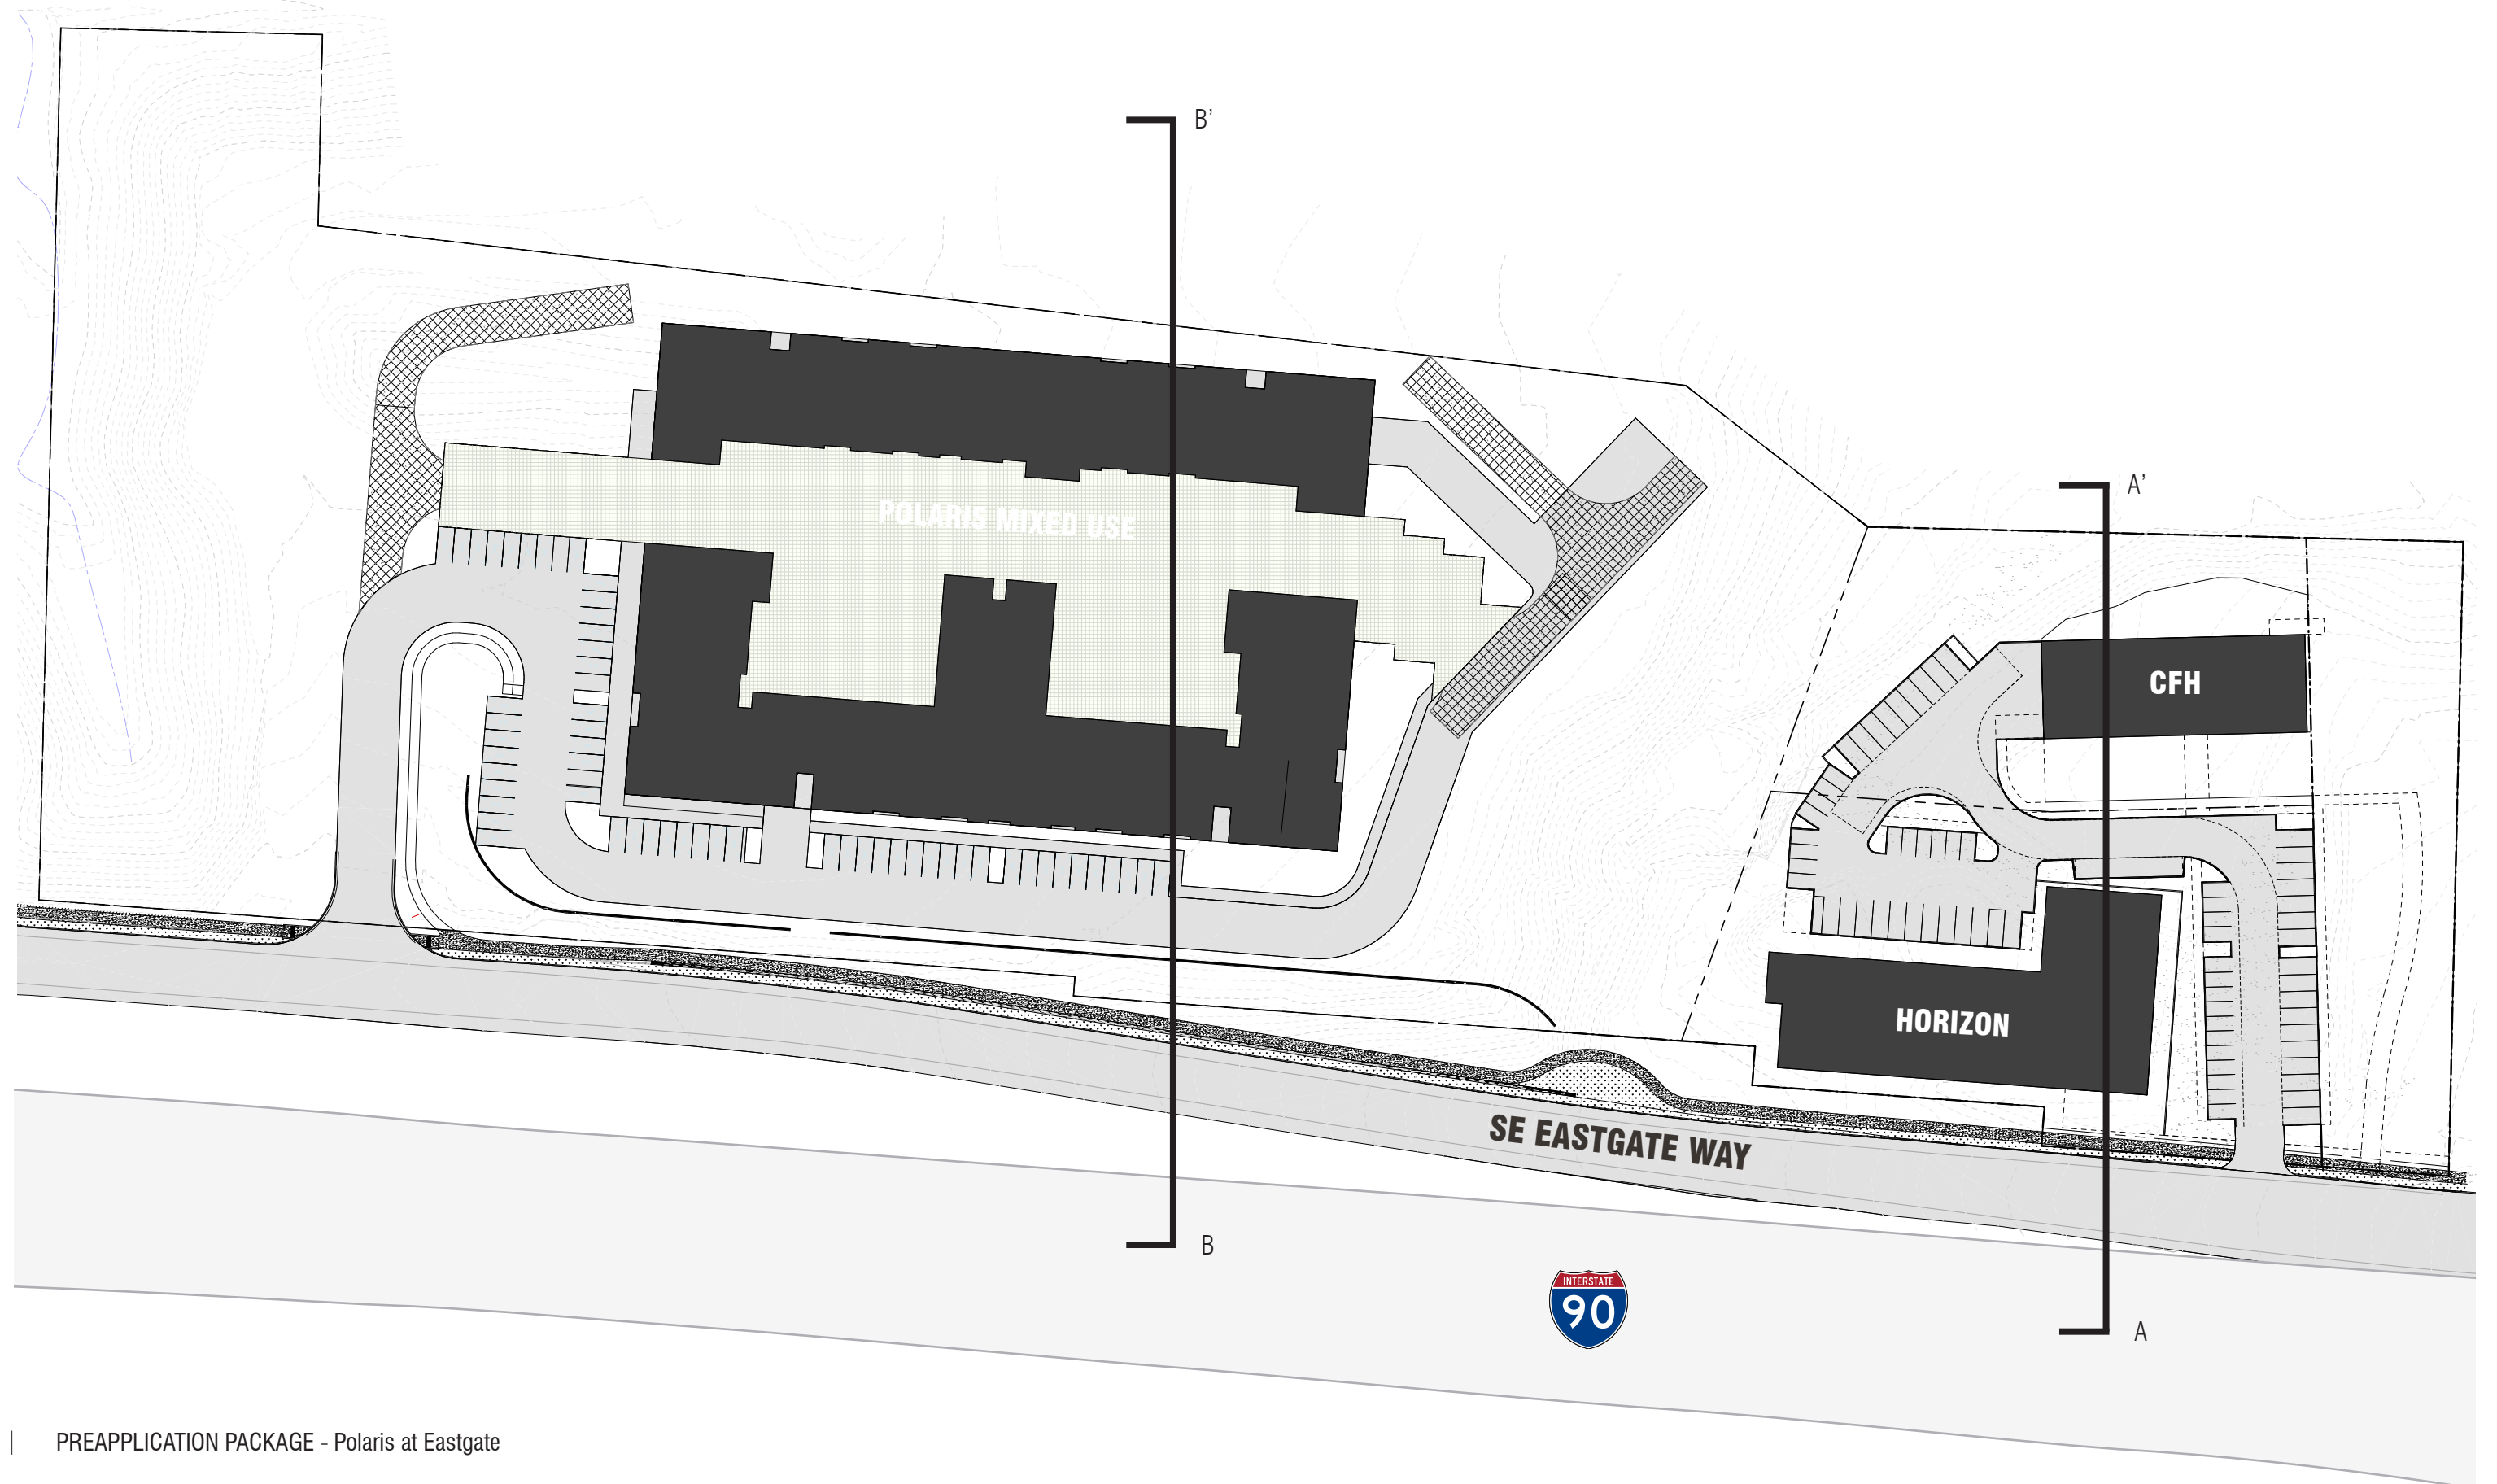 B’
A’
POLARIS MIXED USE
CFH
HORIZON
SE EASTGATE WAY
B
INTERSTATE
90
A
PREAPPLICATION PACKAGE - Polaris at Eastgate